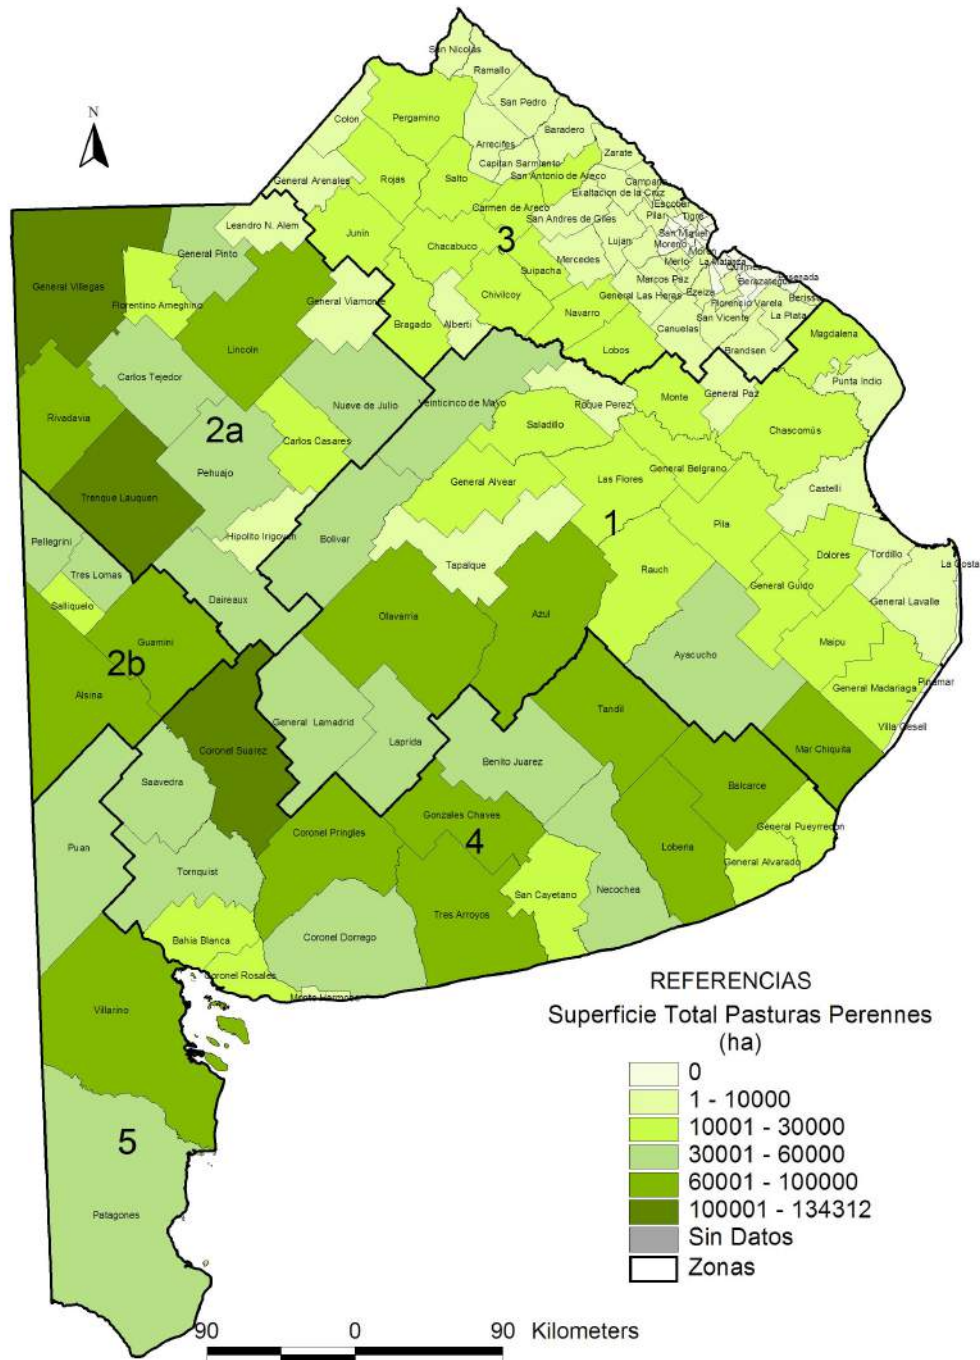 N
San Nicolas
Ramallo
San Pedro
Colon
Pergamino
Baradero
Arrecifes
Zarate
Capitan Sarmiento
General Arenales
Rojas
Salto
San Antonio de Areco
Campana
Exaltacion de la Cruz
Escobar
Leandro N. Alem
Carmen de Areco
San Andres de Giles
Pilar
Tigre
Junín
San Miguel
General Pinto
Chacabuco
3
Lujan
Moreno
Moron
Mercedes
Merlo
La Matanza
Quilmes
General Villegas
Suipacha
Marcos Paz
Berazategui
Ensenada
Florentino Ameghino
General Viamonte
Chivilcoy
General Las Heras
Ezeiza
Florencio Varela
Berisso
Bragado
Alberti
Navarro
San Vicente
La Plata
Canuelas
Magdalena
Lincoln
Lobos
Brandsen
Carlos Tejedor
Punta Indio
Rivadavia
Nueve de Julio
Veinticinco de Mayo
Roque Perez
Monte
General Paz
2a
Carlos Casares
Saladillo
Chascomús
Pehuajo
General Belgrano
Trenque Lauquen
General Alvear
Las Flores
Castelli
1
Pila
Hipolito Irigoyen
Bolivar
Pellegrini
Dolores
Tordillo
La Costa
Tres Lomas
Tapalque
Rauch
General Guido
Daireaux
General Lavalle
Salliquelo
Olavarria
Azul
Guamini
Maipu
Ayacucho
2b
Pinamar
Alsina
General Madariaga
Tandil
General Lamadrid
Villa Gesell
Coronel Suarez
Laprida
Mar Chiquita
Saavedra
Benito Juarez
Balcarce
Gonzales Chaves
General Pueyrredon
Coronel Pringles
4
Puan
Loberia
General Alvarado
Tornquist
Necochea
San Cayetano
Tres Arroyos
Bahia Blanca
Coronel Dorrego
Coronel Rosales
Monte Hermoso
Villarino
5
Patagones
REFERENCIAS
Superficie Total Pasturas Perennes
(ha)
0
1 - 10000
10001 - 30000
30001 - 60000
60001 - 100000
100001 - 134312
Sin Datos
Zonas
90 0 90 Kilometers